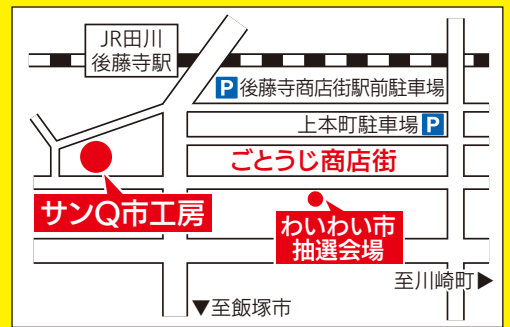 JR田川
後藤寺駅
P後藤寺商店街駅前駐車場
上本町駐車場P
ごとうじ商店街
サンQ市工房
わいわい市
抽選会場
至川崎町▶
▼至飯塚市